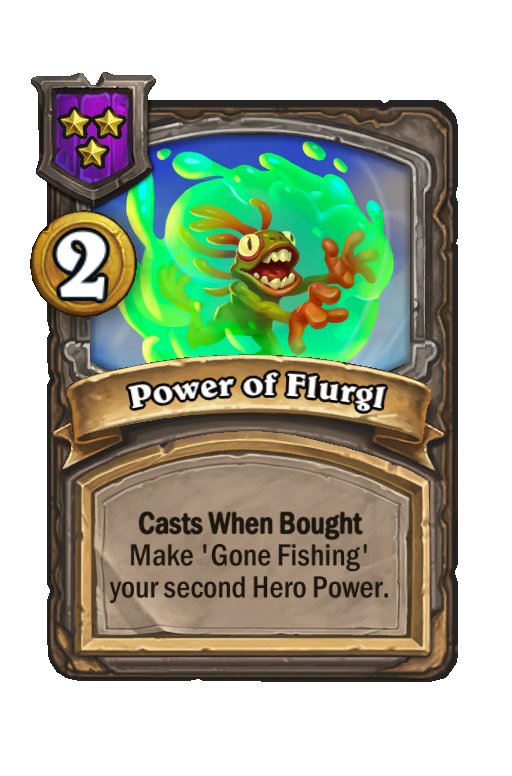 2
Power of Flurgl
Casts When Bought
Make 'Gone Fishing'
your second Hero Power.